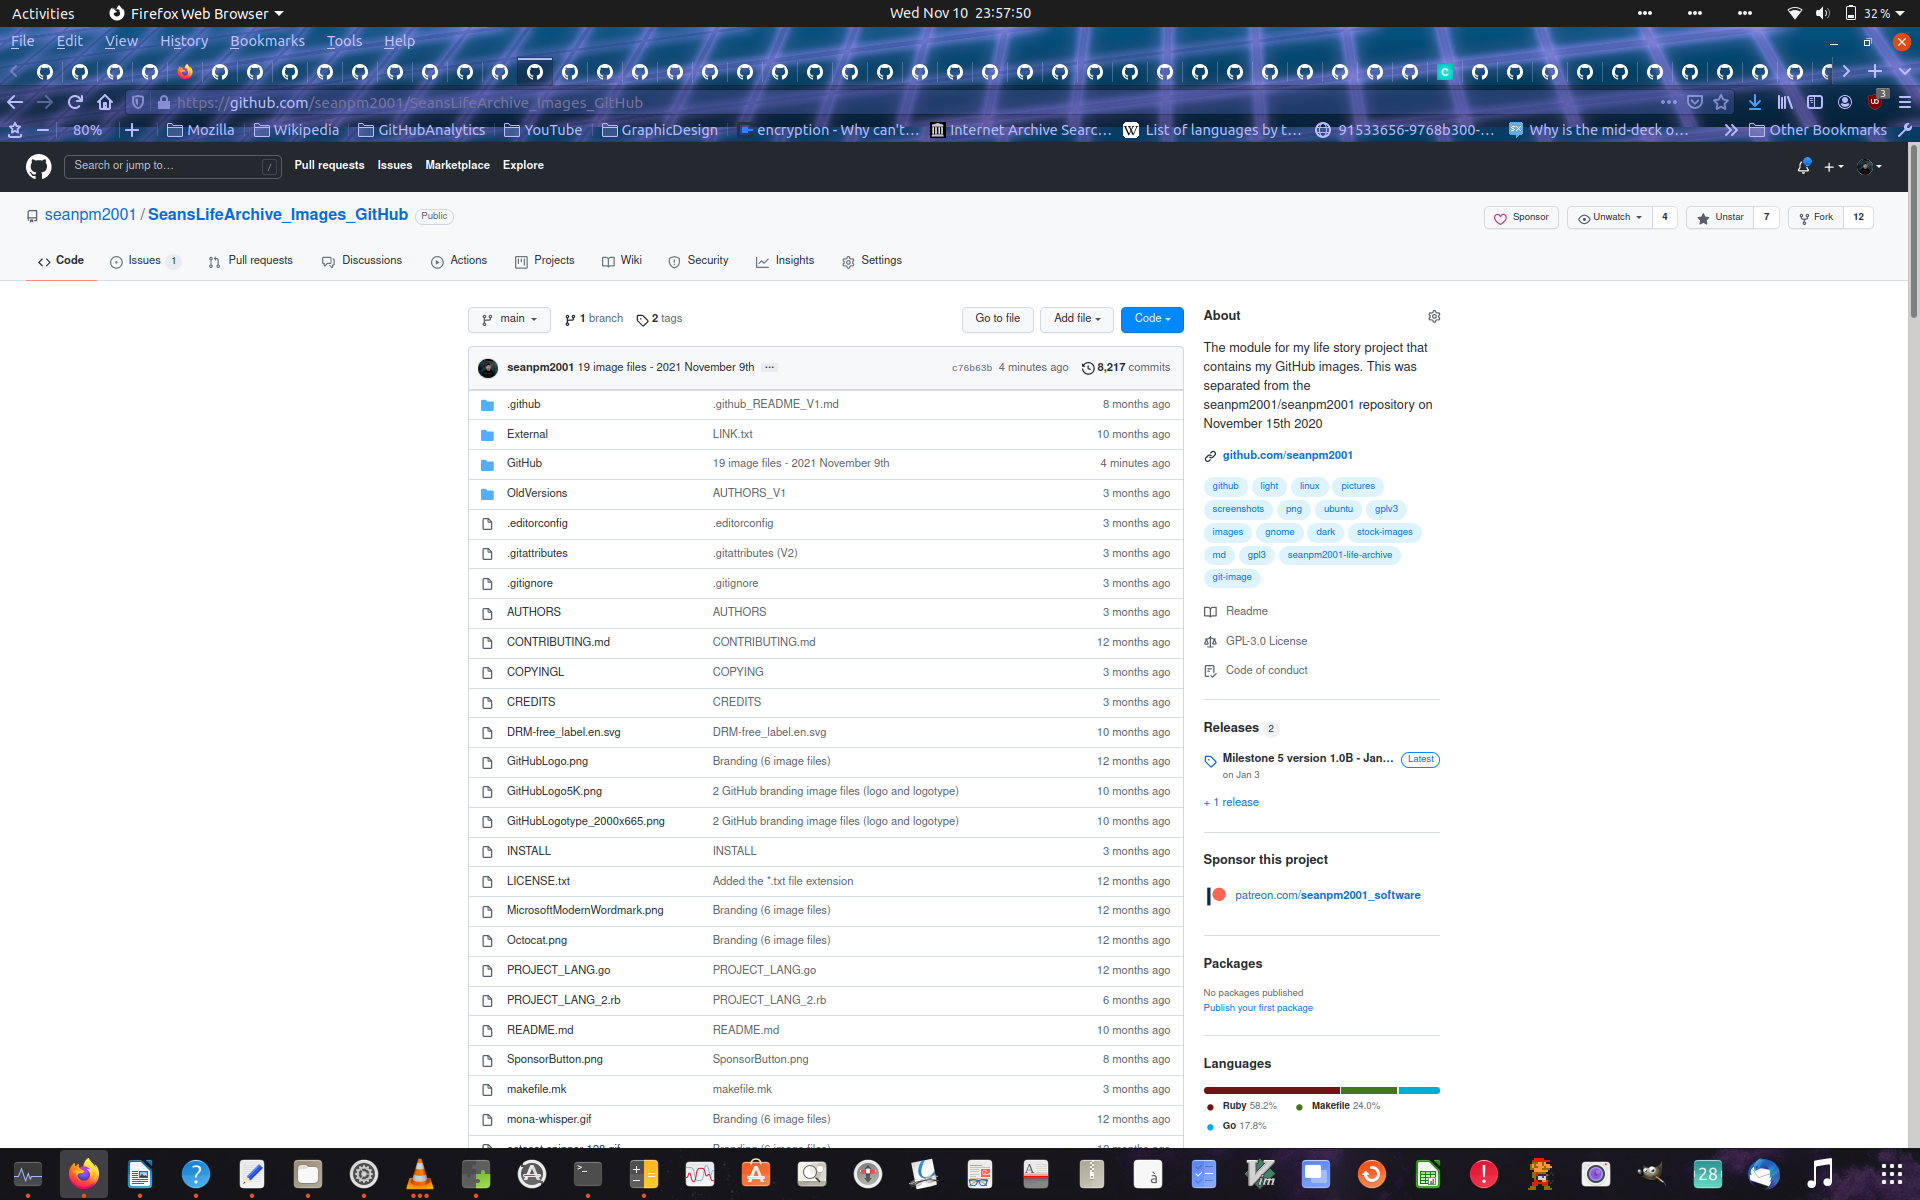 Activities Firefox Web Browser Wed Nov 10 23:57:50 32 %
File Edit View History Bookmarks Tools Help
https://github.com/seanpm2001/SeansLifeArchive_Images_GitHub 3
80% Mozilla Wikipedia GitHubAnalytics YouTube GraphicDesign encryption - Why can't… Internet Archive Searc… List of languages by t… 91533656-9768b300-… Why is the mid-deck o… Other Bookmarks
Search or jump to… / Pull requests Issues Marketplace Explore
seanpm2001 / SeansLifeArchive_Images_GitHub Public Sponsor Unwatch 4 Unstar 7 Fork 12
Code Issues 1 Pull requests Discussions Actions Projects Wiki Security Insights Settings
main 1 branch 2 tags Go to file Add file Code
seanpm2001 19 image files - 2021 November 9th ... c76b63b 4 minutes ago 8,217 commits
.github .github_README_V1.md 8 months ago
External LINK.txt 10 months ago
GitHub 19 image files - 2021 November 9th 4 minutes ago
OldVersions AUTHORS_V1 3 months ago
.editorconfig .editorconfig 3 months ago
.gitattributes .gitattributes (V2) 3 months ago
.gitignore .gitignore 3 months ago
AUTHORS AUTHORS 3 months ago
CONTRIBUTING.md CONTRIBUTING.md 12 months ago
COPYINGL COPYING 3 months ago
CREDITS CREDITS 3 months ago
DRM-free_label.en.svg DRM-free_label.en.svg 10 months ago
GitHubLogo.png Branding (6 image files) 12 months ago
GitHubLogo5K.png 2 GitHub branding image files (logo and logotype) 10 months ago
GitHubLogotype_2000x665.png 2 GitHub branding image files (logo and logotype) 10 months ago
INSTALL INSTALL 3 months ago
LICENSE.txt Added the *.txt file extension 12 months ago
MicrosoftModernWordmark.png Branding (6 image files) 12 months ago
Octocat.png Branding (6 image files) 12 months ago
PROJECT_LANG.go PROJECT_LANG.go 12 months ago
PROJECT_LANG_2.rb PROJECT_LANG_2.rb 6 months ago
README.md README.md 10 months ago
SponsorButton.png SponsorButton.png 8 months ago
makefile.mk makefile.mk 3 months ago
mona-whisper.gif Branding (6 image files) 12 months ago
About
The module for my life story project that
contains my GitHub images. This was
separated from the
seanpm2001/seanpm2001 repository on
November 15th 2020
github.com/seanpm2001
github light linux pictures
screenshots png ubuntu gplv3
images gnome dark stock-images
md gpl3 seanpm2001-life-archive
git-image
Readme
GPL-3.0 License
Code of conduct
Releases 2
Milestone 5 version 1.0B - Jan... Latest
on Jan 3
+ 1 release
Sponsor this project
patreon.com/seanpm2001_software
Packages
No packages published
Publish your first package
Languages
Ruby 58.2% Makefile 24.0%
Go 17.8%
28